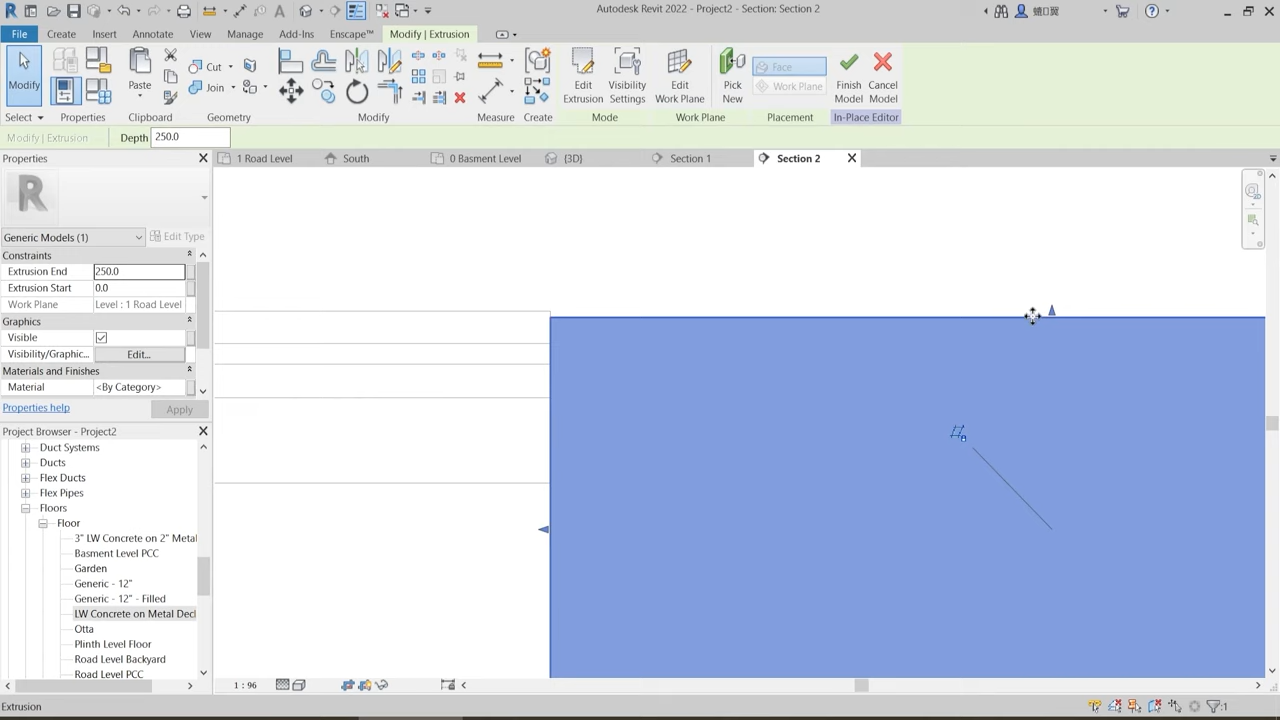 Autodesk Revit 2022 - Project2 - Section: Section 2
File
Create
Insert
Annotate
View
Manage
Add-Ins
Enscape™
Modify | Extrusion
Modify
Paste
Cut
Join
Edit Extrusion
Visibility Settings
Edit Work Plane
Pick New
Face
Work Plane
Finish Model
Cancel Model
Select
Properties
Clipboard
Geometry
Modify
Measure
Create
Mode
Work Plane
Placement
In-Place Editor
Modify | Extrusion
Depth 250.0
Properties
1 Road Level
South
0 Basment Level
{3D}
Section 1
Section 2
R
Generic Models (1)
Edit Type
Constraints
Extrusion End 250.0
Extrusion Start 0.0
Work Plane Level : 1 Road Level
Graphics
Visible
Visibility/Graphic... Edit...
Materials and Finishes
Material <By Category>
Properties help
Apply
Project Browser - Project2
Duct Systems
Ducts
Flex Ducts
Flex Pipes
Floors
Floor
3" LW Concrete on 2" Metal
Basment Level PCC
Garden
Generic - 12"
Generic - 12" - Filled
LW Concrete on Metal Decl
Otta
Plinth Level Floor
Road Level Backyard
Road Level PCC
1 : 96
Extrusion
:1